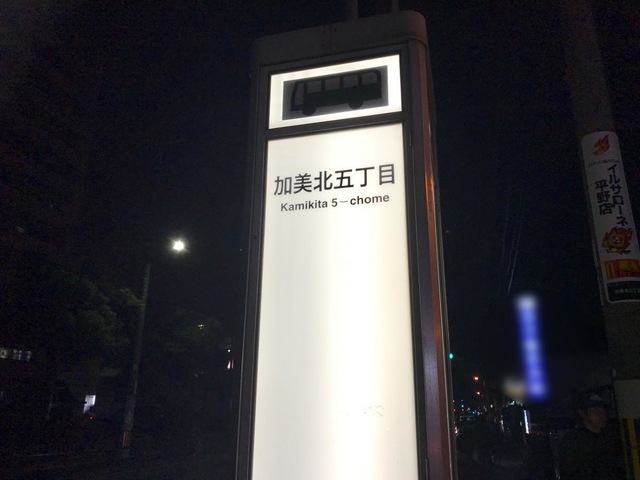 加美北五丁目
Kamikita 5－chome
イルサローネ
平野店